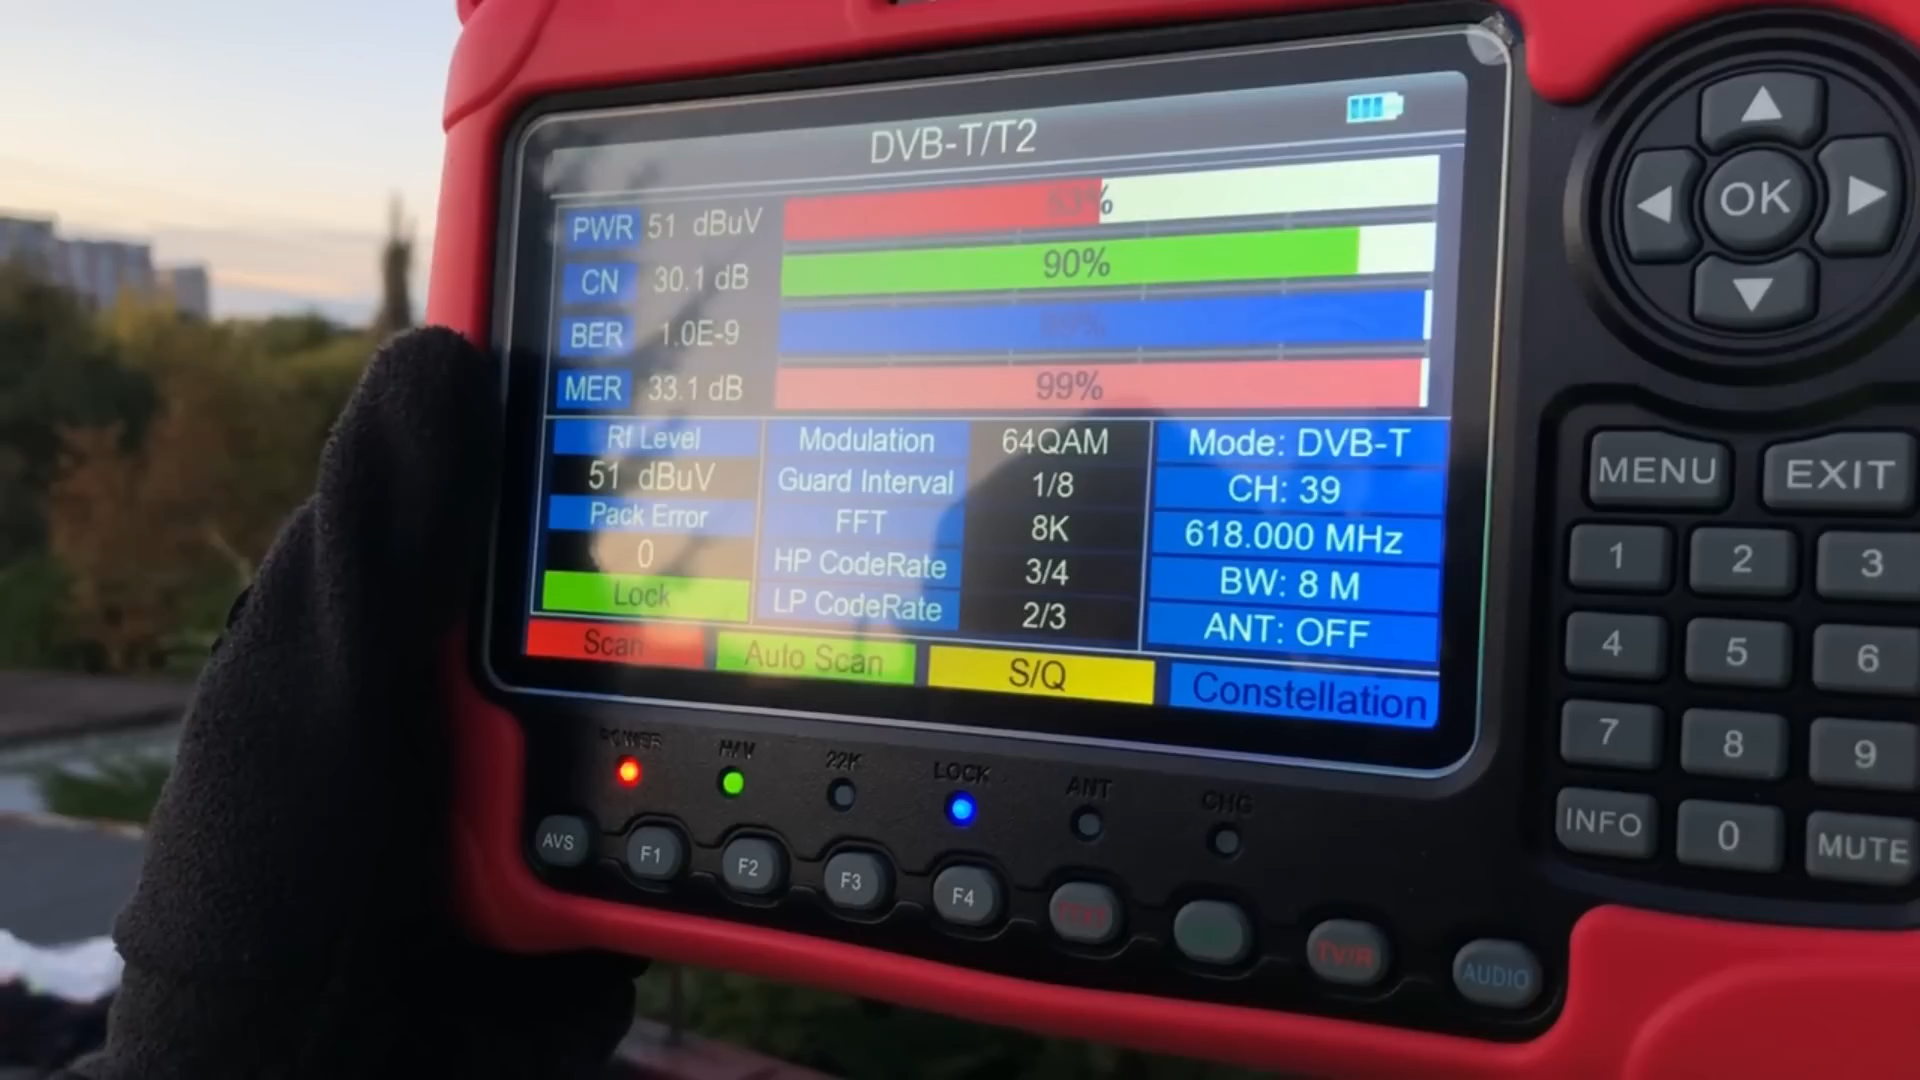 DVB-T/T2
PWR 51 dBuV 53%
CN 30.1 dB 90%
BER 1.0E-9
MER 33.1 dB 99%
Rf Level Modulation 64QAM Mode: DVB-T
51 dBuV Guard Interval 1/8 CH: 39
Pack Error FFT 8K 618.000 MHz
0 HP CodeRate 3/4 BW: 8 M
Lock LP CodeRate 2/3 ANT: OFF
Scan Auto Scan S/Q Constellation
POWER H/V 22K LOCK ANT CHG
AVS F1 F2 F3 F4 TV/R AUDIO
OK
MENU EXIT
1 2 3
4 5 6
7 8 9
INFO 0 MUTE